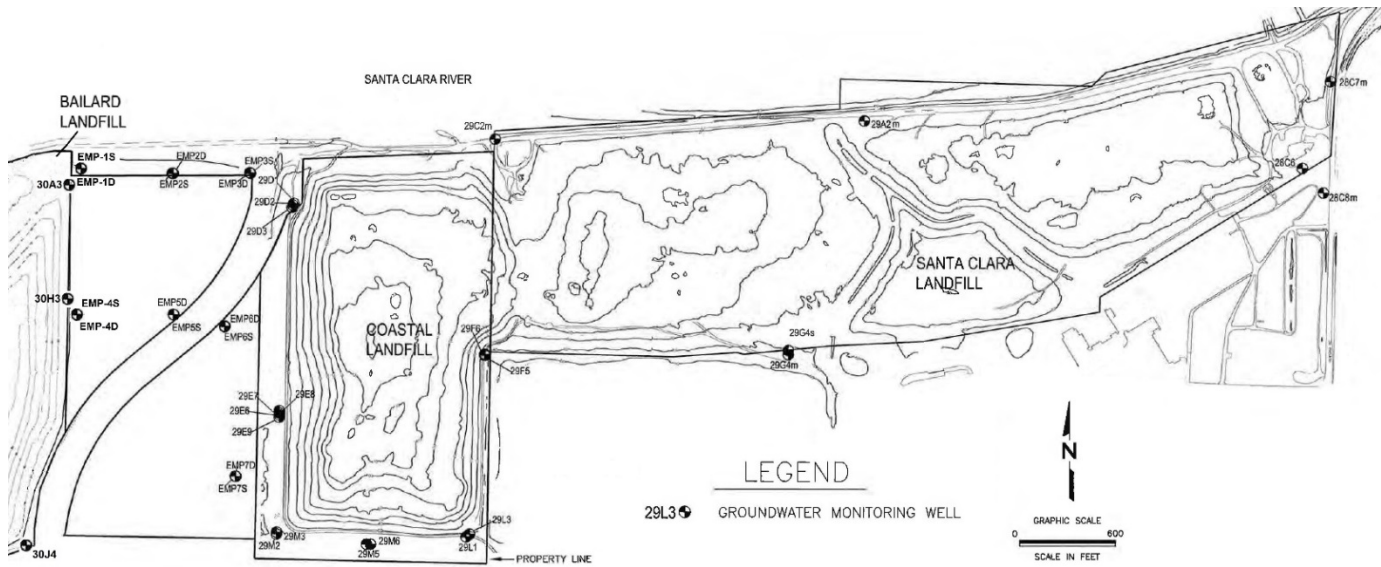 SANTA CLARA RIVER
BAILARD
LANDFILL
EMP-1S
EMP2D
EMP3S
29C2m
29A2m
28C7m
30A3
EMP-1D
EMP2S
EMP3D
29D1
29D2
29D3
28C6
28C8m
30H3
EMP-4S
EMP-4D
EMP5D
EMP5S
EMP6D
EMP6S
COASTAL
LANDFILL
SANTA CLARA
LANDFILL
29F6
29F5
29G4s
29G4m
29E7
29E8
29E6
29E9
EMP7D
EMP7S
N
LEGEND
29L3 GROUNDWATER MONITORING WELL
GRAPHIC SCALE
0 600
SCALE IN FEET
30J4
29M2
29M3
29M5
29M6
29L3
29L1
PROPERTY LINE